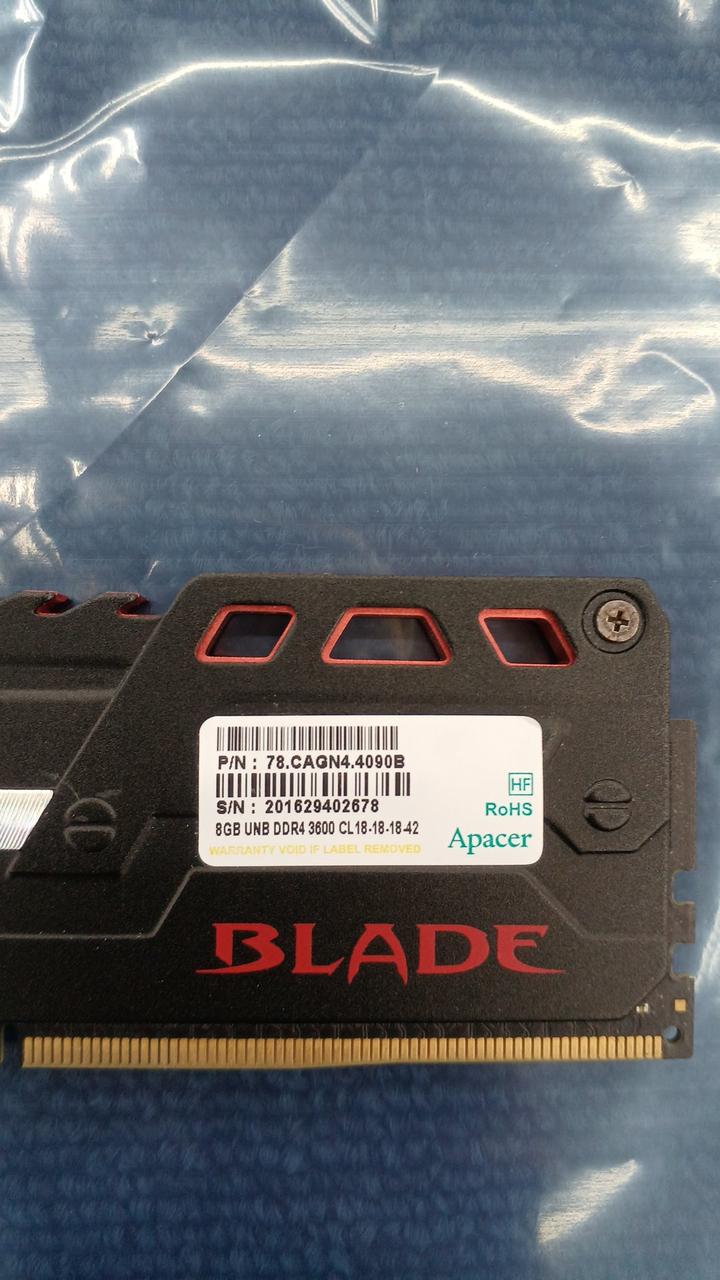 P/N : 78.CAGN4.4090B
S/N : 201629402678
8GB UNB DDR4 3600 CL18-18-18-42
WARRANTY VOID IF LABEL REMOVED
HF
RoHS
Apacer
BLADE